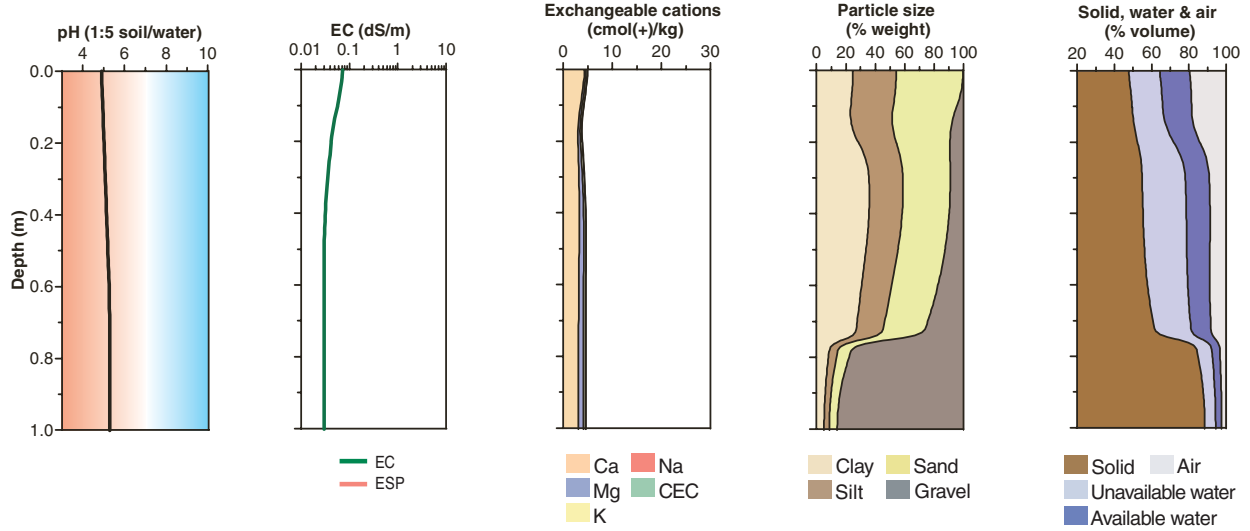 pH (1:5 soil/water)
4 6 8 10
Depth (m)
0.0
0.2
0.4
0.6
0.8
1.0
EC (dS/m)
0.01 0.1 1 10
EC
ESP
Exchangeable cations
(cmol(+)/kg)
0 10 20 30
Ca Na
Mg CEC
K
Particle size
(% weight)
0 20 40 60 80 100
Clay Sand
Silt Gravel
Solid, water & air
(% volume)
20 40 60 80 100
Solid Air
Unavailable water
Available water